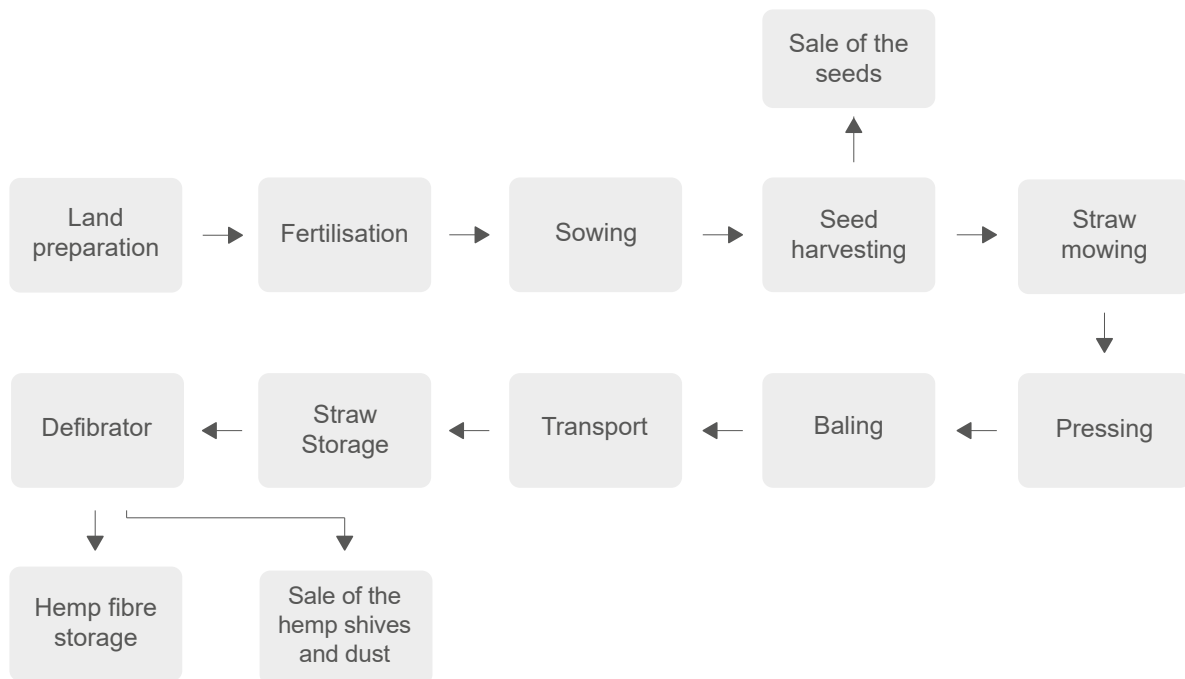 Sale of the
seeds
Land
preparation
Fertilisation
Sowing
Seed
harvesting
Straw
mowing
Pressing
Baling
Transport
Straw
Storage
Defibrator
Hemp fibre
storage
Sale of the
hemp shives
and dust